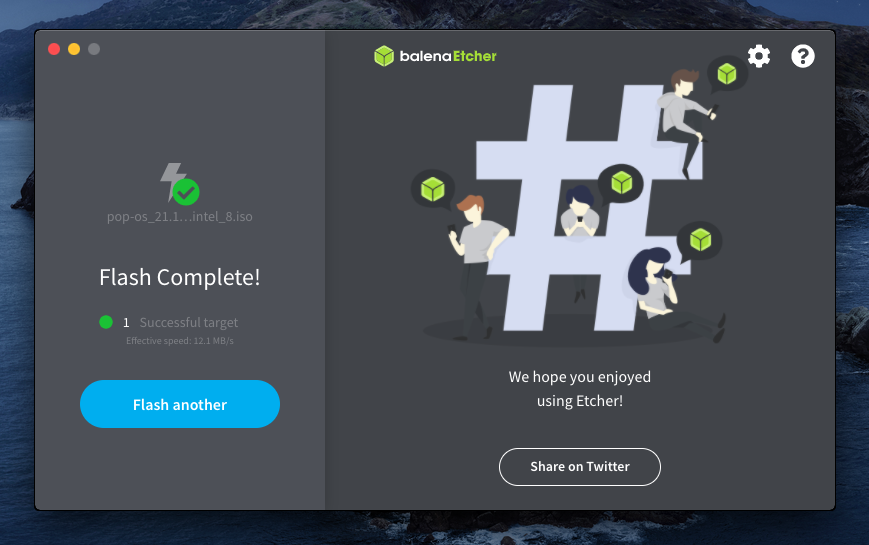 balenaEtcher
pop-os_21.1...intel_8.iso
Flash Complete!
1 Successful target
Effective speed: 12.1 MB/s
Flash another
We hope you enjoyed
using Etcher!
Share on Twitter